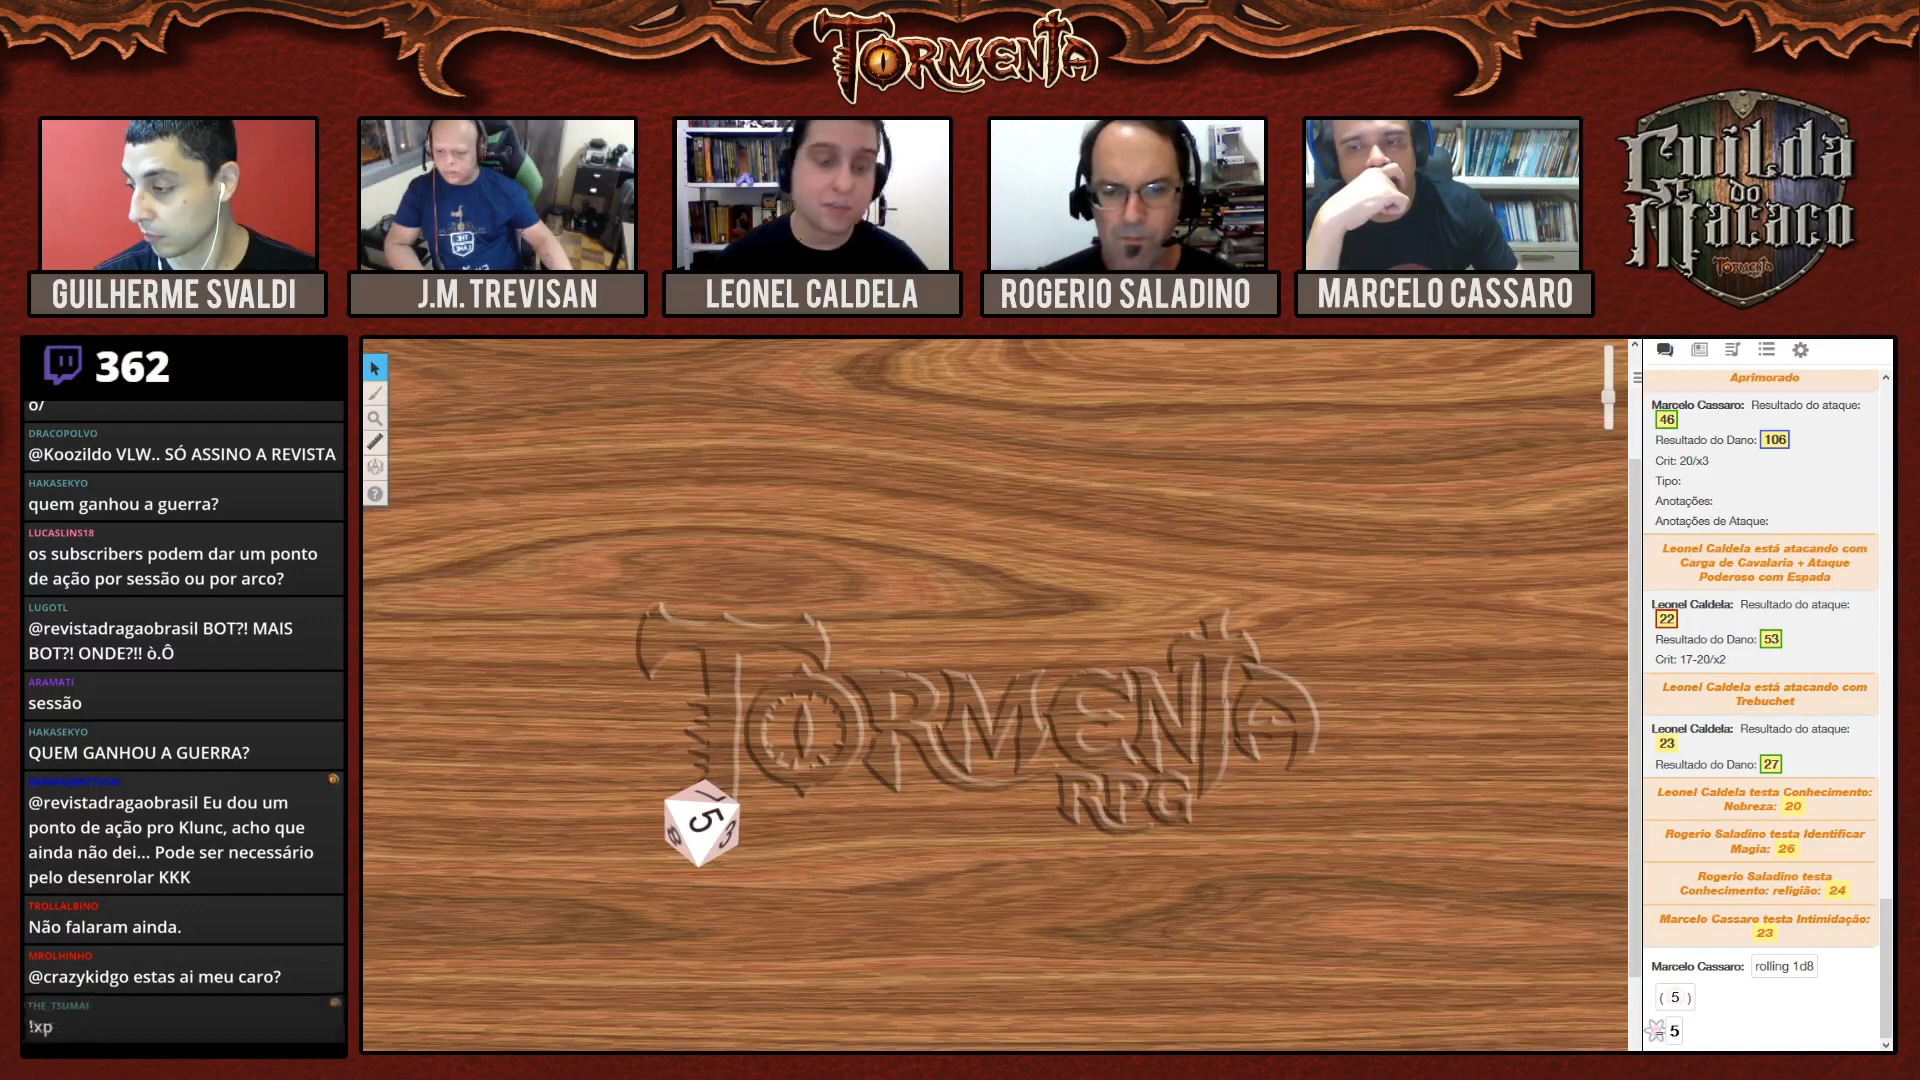 TORMENTA
GUILDA
DO
MACACO
TORMENTA
GUILHERME SVALDI
J.M. TREVISAN
LEONEL CALDELA
ROGERIO SALADINO
MARCELO CASSARO
362
o/
DRACOPOLVO
@Koozildo VLW.. SÓ ASSINO A REVISTA
HAKASEKYO
quem ganhou a guerra?
LUCASLINS18
os subscribers podem dar um ponto
de ação por sessão ou por arco?
LUGOTL
@revistadragaobrasil BOT?! MAIS
BOT?! ONDE?!! ò.Ô
ARAMATI
sessão
HAKASEKYO
QUEM GANHOU A GUERRA?
@revistadragaobrasil Eu dou um
ponto de ação pro Klunc, acho que
ainda não dei... Pode ser necessário
pelo desenrolar KKK
TROLLALBINO
Não falaram ainda.
MROLHINHO
@crazykidgo estas ai meu caro?
THE_TSUMAI
!xp
TORMENTA
RPG
7
5
8
3
Aprimorado
Marcelo Cassaro: Resultado do ataque:
46
Resultado do Dano: 106
Crit: 20/x3
Tipo:
Anotações:
Anotações de Ataque:
Leonel Caldela está atacando com
Carga de Cavalaria + Ataque
Poderoso com Espada
Leonel Caldela: Resultado do ataque:
22
Resultado do Dano: 53
Crit: 17-20/x2
Leonel Caldela está atacando com
Trebuchet
Leonel Caldela: Resultado do ataque:
23
Resultado do Dano: 27
Leonel Caldela testa Conhecimento:
Nobreza: 20
Rogerio Saladino testa Identificar
Magia: 26
Rogerio Saladino testa
Conhecimento: religião: 24
Marcelo Cassaro testa Intimidação:
23
Marcelo Cassaro: rolling 1d8
( 5 )
= 5